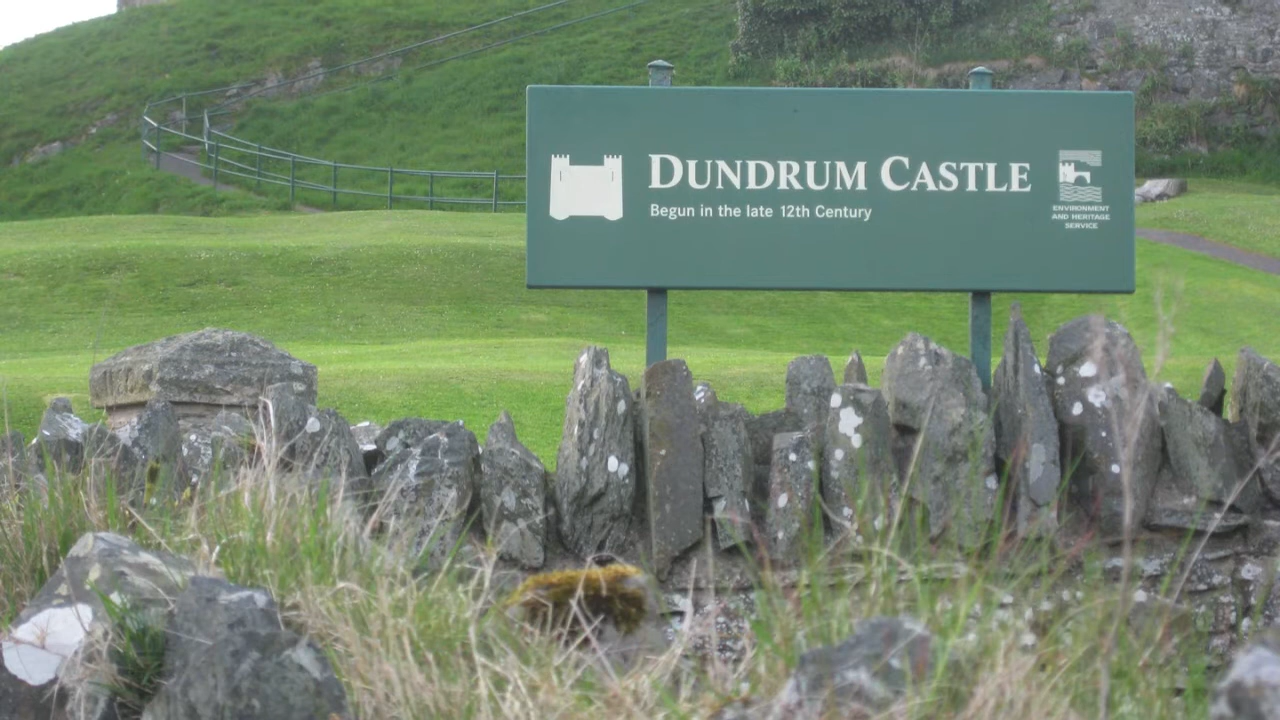 DUNDRUM CASTLE
Begun in the late 12th Century
ENVIRONMENT
AND HERITAGE
SERVICE